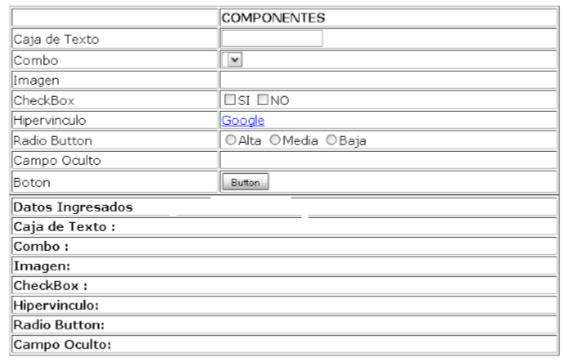 COMPONENTES
Caja de Texto
Combo
Imagen
CheckBox SI NO
Hipervinculo Google
Radio Button Alta Media Baja
Campo Oculto
Boton Button
Datos Ingresados
Caja de Texto :
Combo :
Imagen:
CheckBox :
Hipervinculo:
Radio Button:
Campo Oculto: